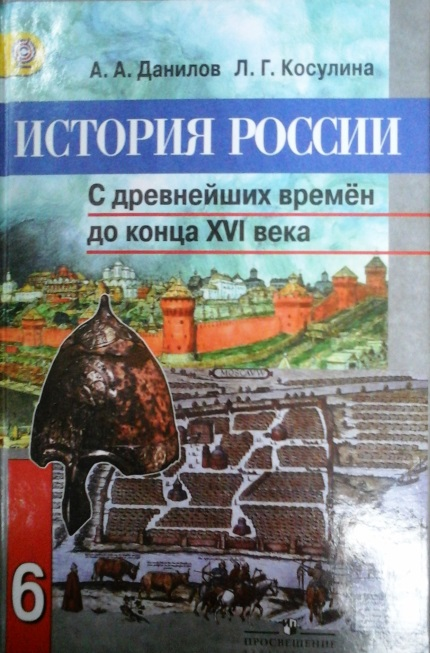 А. А. Данилов Л. Г. Косулина
ИСТОРИЯ РОССИИ
С древнейших времён
до конца XVI века
6
ПРОСВЕЩЕНИЕ